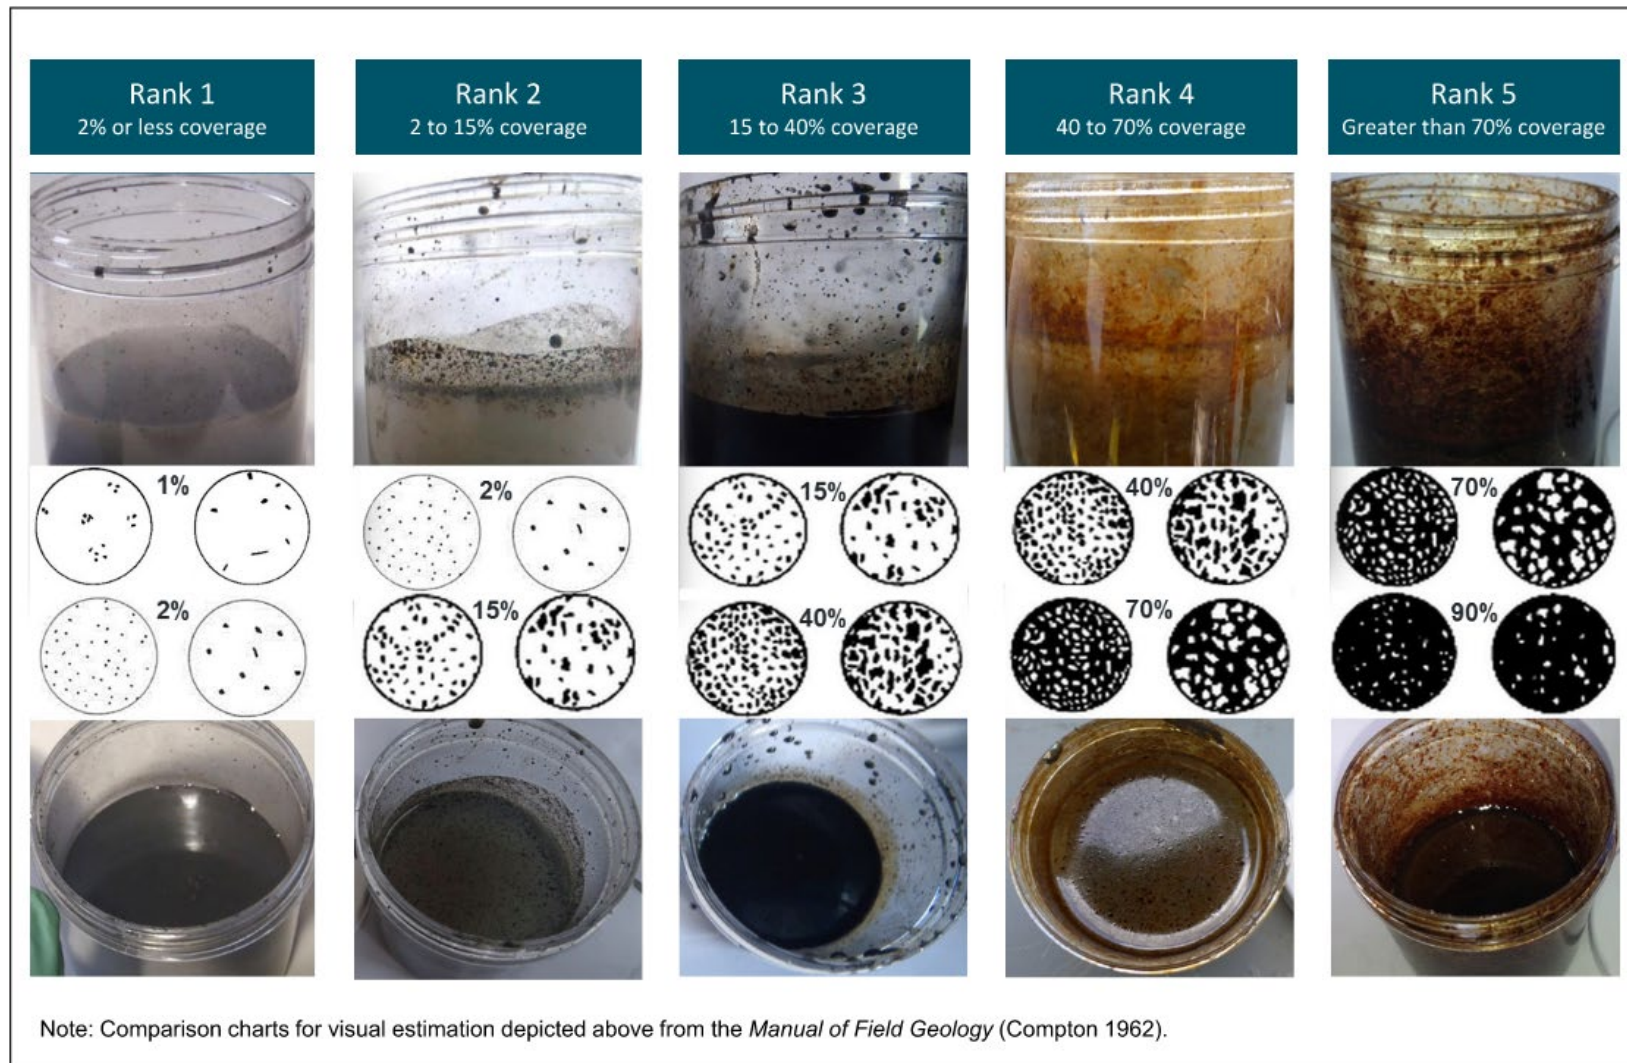 Rank 1
2% or less coverage
Rank 2
2 to 15% coverage
Rank 3
15 to 40% coverage
Rank 4
40 to 70% coverage
Rank 5
Greater than 70% coverage
1%
2%
15%
40%
70%
2%
15%
40%
70%
90%
Note: Comparison charts for visual estimation depicted above from the Manual of Field Geology (Compton 1962).